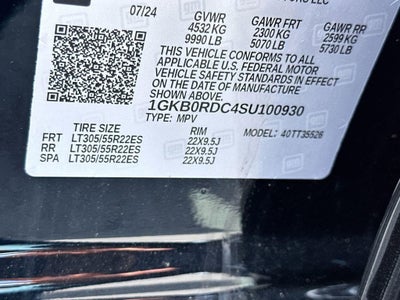 LLC
07/24 GVWR GAWR FRT GAWR RR
4532 KG 2300 KG 2599 KG
9990 LB 5070 LB 5730 LB
THIS VEHICLE CONFORMS TO ALL
APPLICABLE U.S. FEDERAL MOTOR
VEHICLE SAFETY STANDARDS IN EFFECT
ON THE DATE OF MANUFACTURE SHOWN
ABOVE.
1GKB0RDC4SU100930
TYPE: MPV MODEL: 40TT35526
TIRE SIZE RIM
FRT LT305/55R22ES 22X9.5J
RR LT305/55R22ES 22X9.5J
SPA LT305/55R22ES 22X9.5J